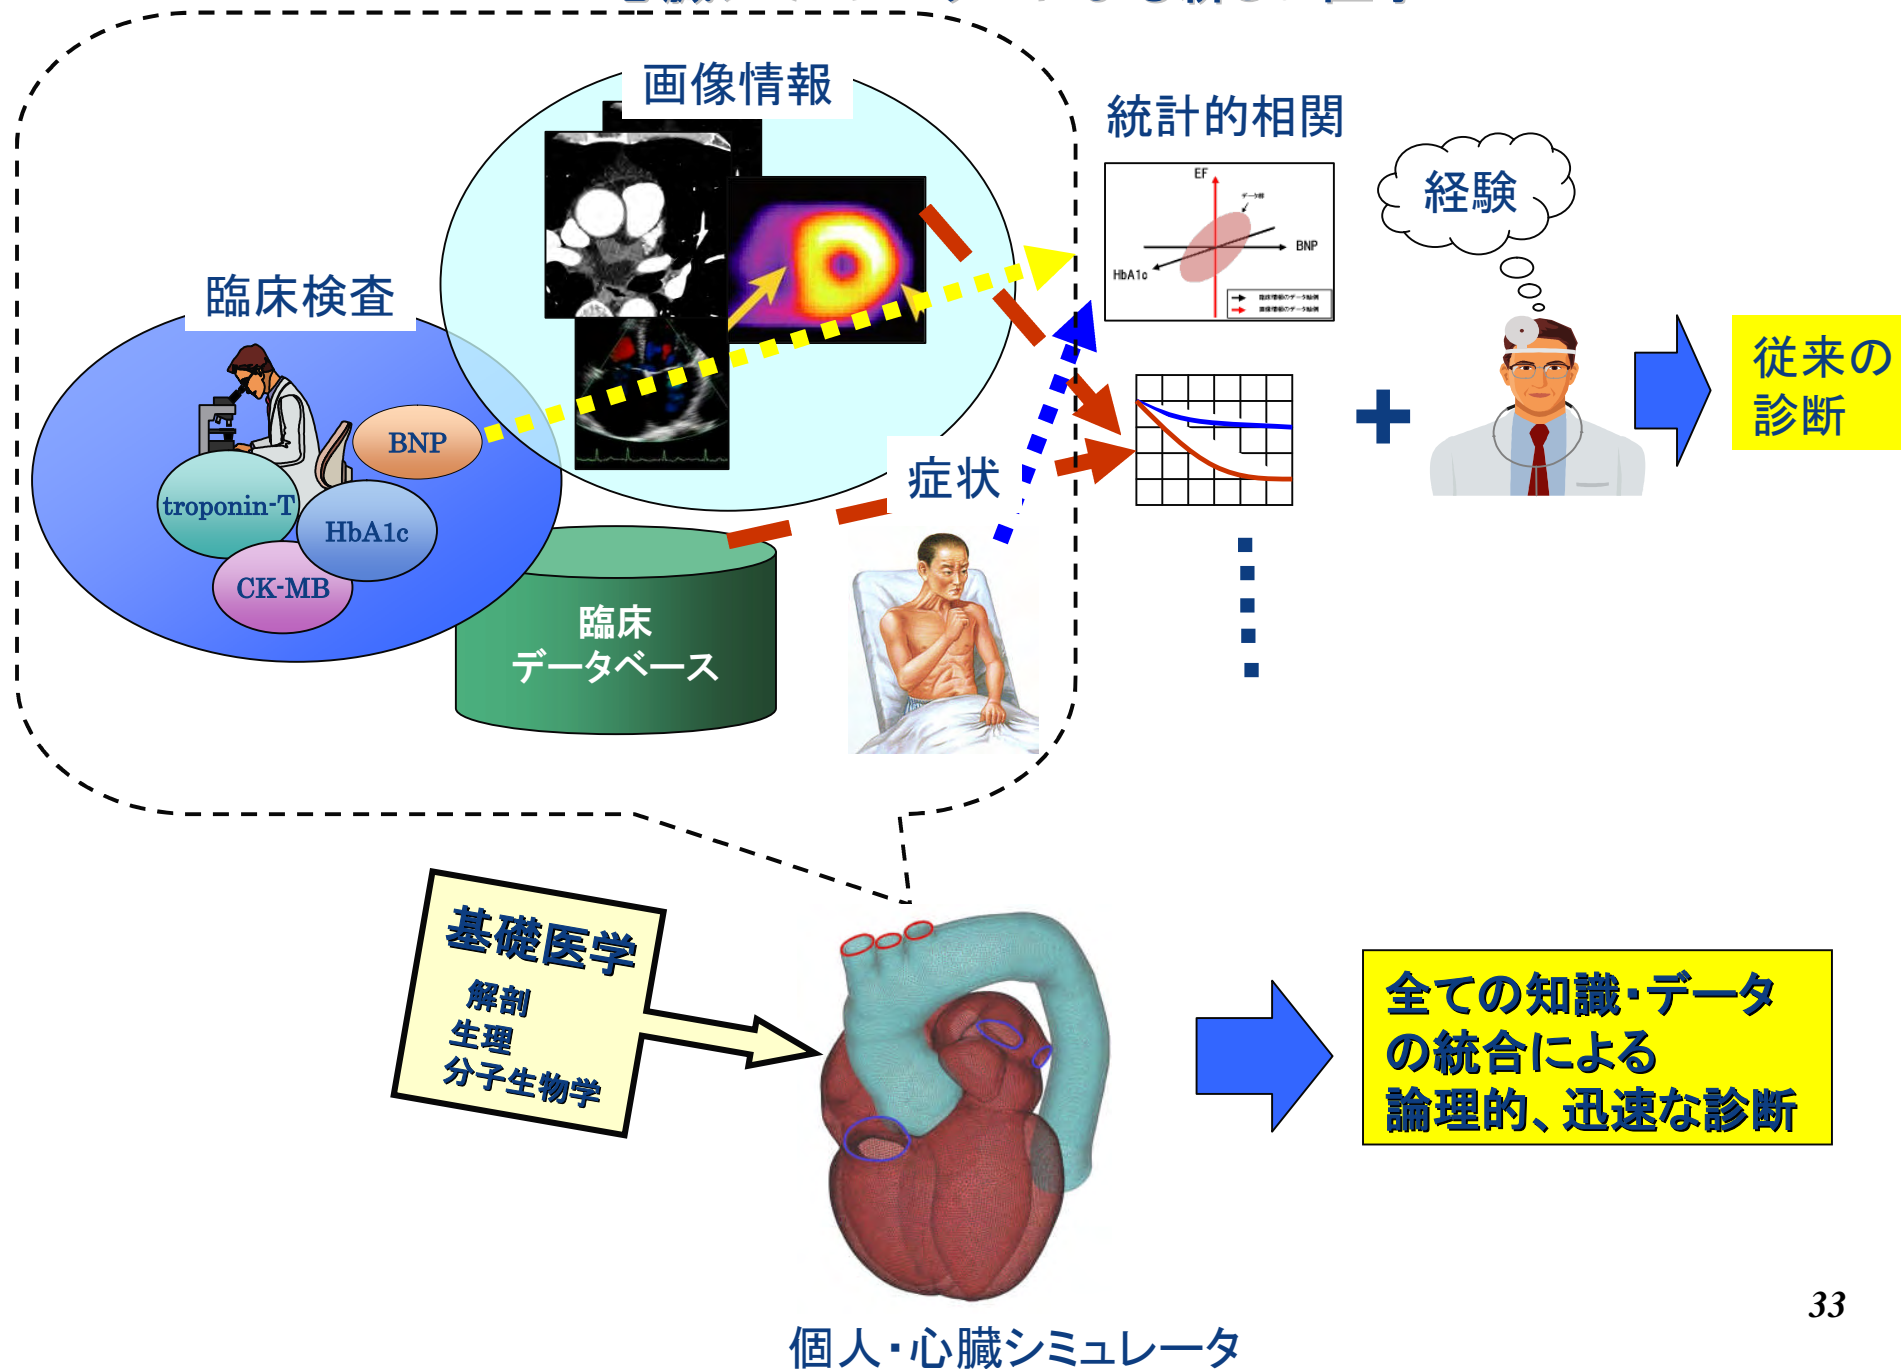 画像情報
統計的相関
経験
EF
データ群
BNP
HbA1c
臨床検査
従来の
診断
BNP
troponin-T
HbA1c
CK-MB
症状
臨床
データベース
基礎医学
解剖
生理
分子生物学
全ての知識・データ
の統合による
論理的、迅速な診断
個人・心臓シミュレータ
33